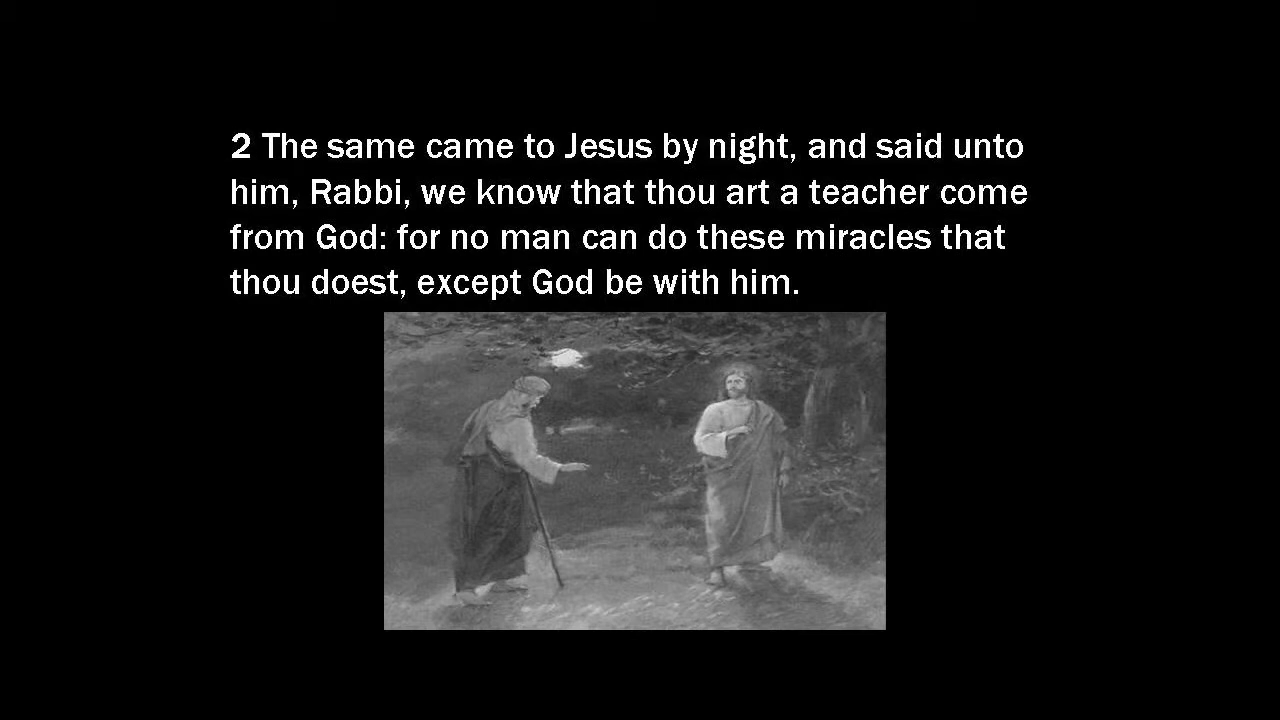 2 The same came to Jesus by night, and said unto
him, Rabbi, we know that thou art a teacher come
from God: for no man can do these miracles that
thou doest, except God be with him.